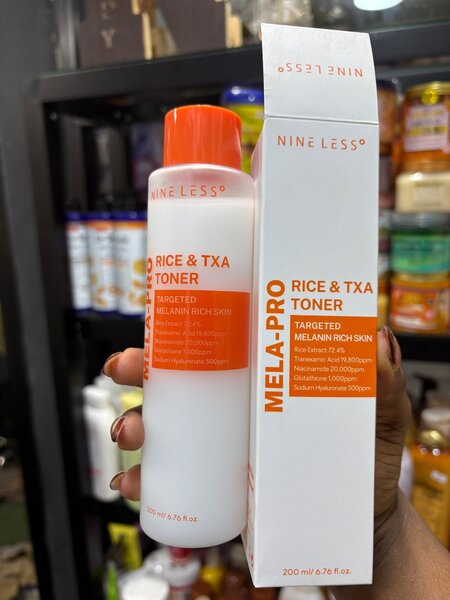 NINE LESS°
NINE LESS°
MELA-PRO
RICE & TXA
TONER
TARGETED
MELANIN RICH SKIN
Rice Extract 72.4%
Tranexamic Acid 19,800ppm
Niacinamide 20,000ppm
Glutathione 1,000ppm
Sodium Hyaluronate 500ppm
200 ml/ 6.76 fl.oz.
NINE LESS°
MELA-PRO
RICE & TXA
TONER
TARGETED
MELANIN RICH SKIN
Rice Extract 72.4%
Tranexamic Acid 19,800ppm
Niacinamide 20,000ppm
Glutathione 1,000ppm
Sodium Hyaluronate 500ppm
200 ml/ 6.76 fl.oz.